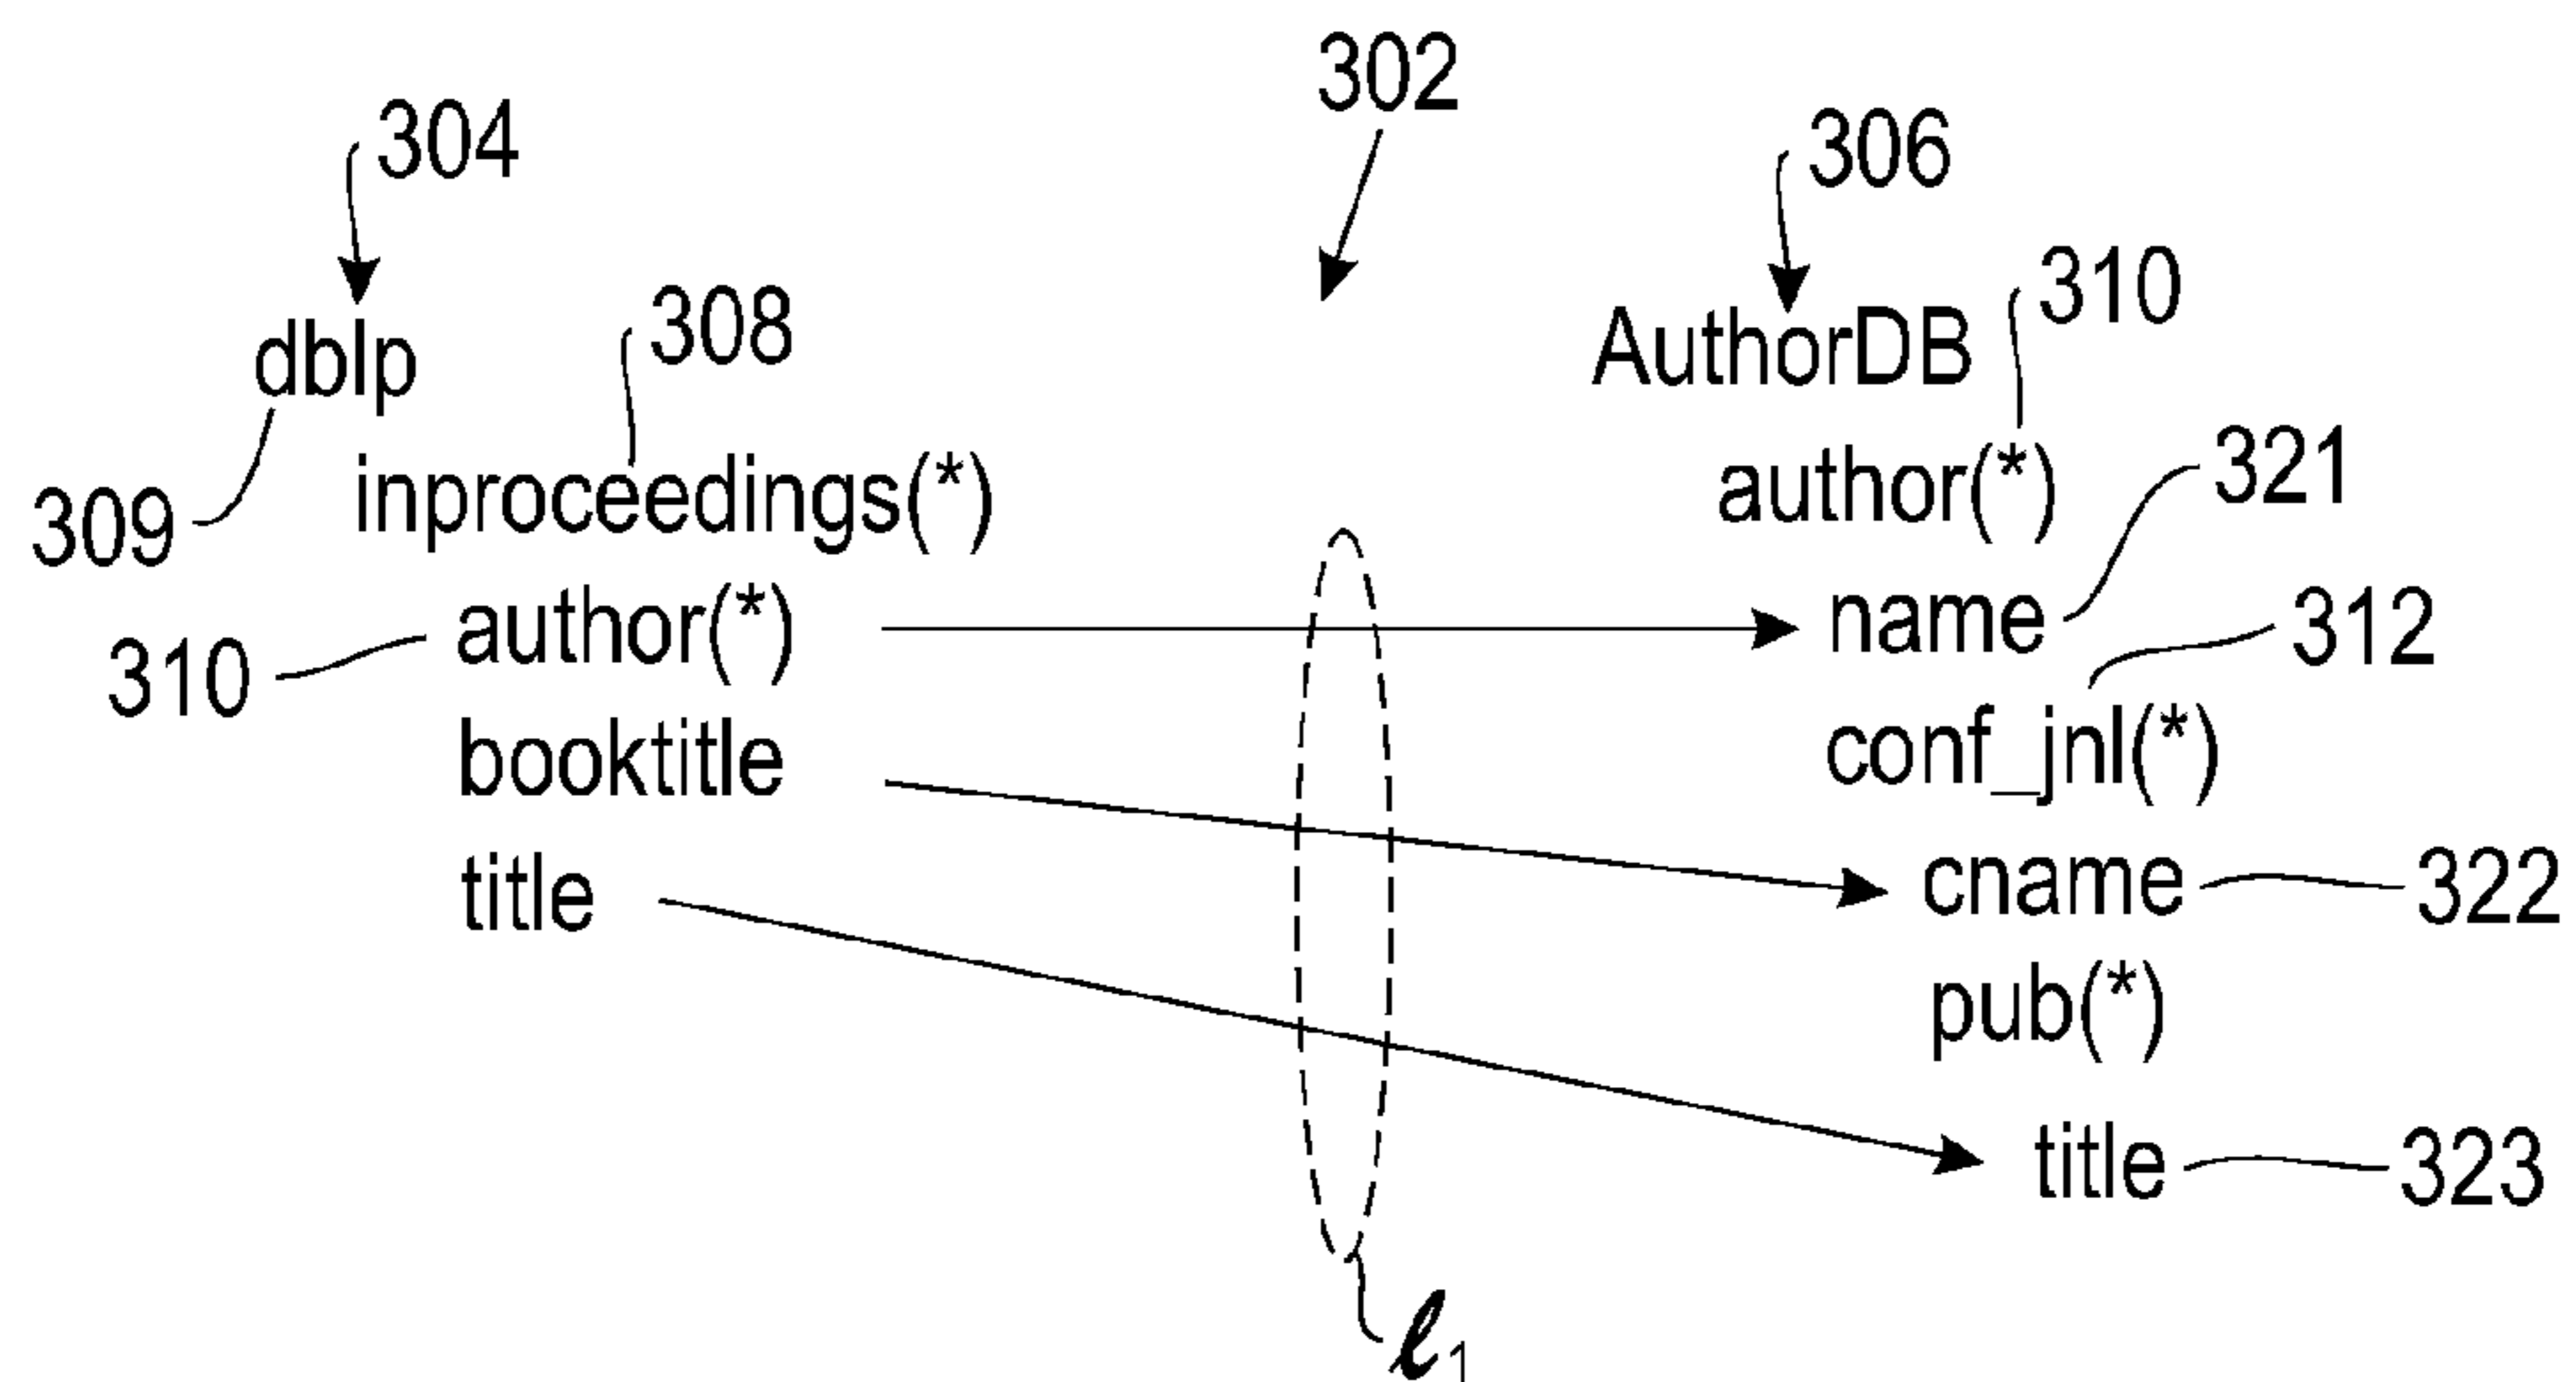 302
304
306
310
308
dblp
AuthorDB
321
309
inproceedings(*)
author(*)
312
310
author(*)
name
booktitle
conf_jnl(*)
title
cname
322
pub(*)
title
323
ℓ1